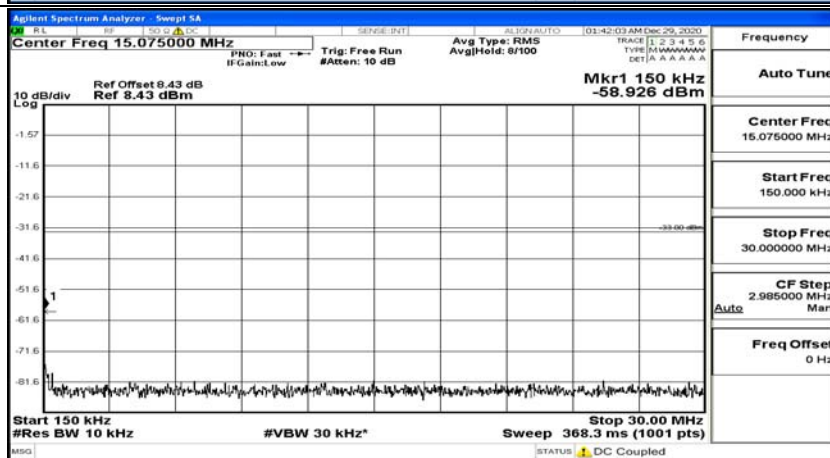 Agilent Spectrum Analyzer - Swept SA
RL RF 50 Ω DC SENSE:INT ALIGN AUTO 01:42:03 AM Dec 29, 2020
Center Freq 15.075000 MHz
PNO: Fast
IFGain:Low
Trig: Free Run
#Atten: 10 dB
Avg Type: RMS
Avg|Hold: 8/100
TRACE 1 2 3 4 5 6
TYPE MWWWWW
DET A A A A A A
Mkr1 150 kHz
-58.926 dBm
Ref Offset 8.43 dB
Ref 8.43 dBm
10 dB/div
Log
-1.57
-11.6
-21.6
-31.6
-41.6
-51.6
-61.6
-71.6
-81.6
-33.00 dBm
1
Start 150 kHz
#Res BW 10 kHz
#VBW 30 kHz*
Stop 30.00 MHz
Sweep 368.3 ms (1001 pts)
MSG
STATUS DC Coupled
Frequency
Auto Tune
Center Freq
15.075000 MHz
Start Freq
150.000 kHz
Stop Freq
30.000000 MHz
CF Step
2.985000 MHz
Auto Man
Freq Offset
0 Hz